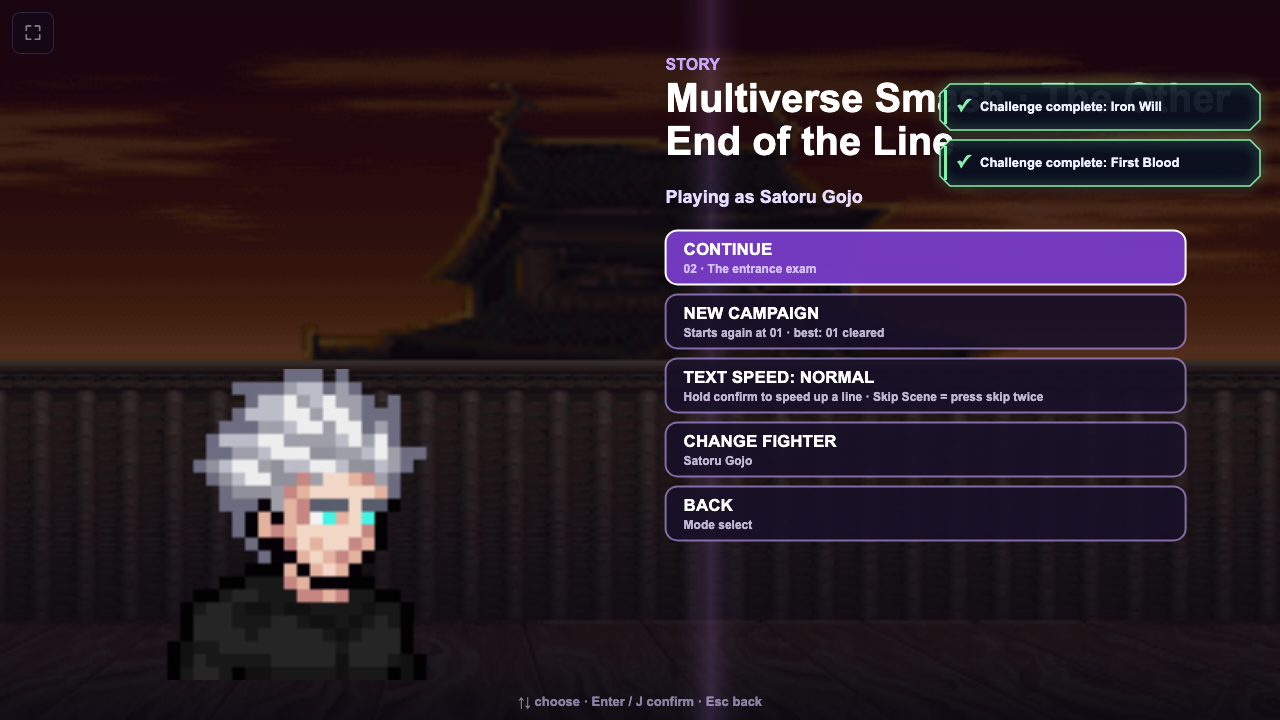 STORY
Multiverse Smash: The Other
End of the Line
Challenge complete: Iron Will
Challenge complete: First Blood
Playing as Satoru Gojo
CONTINUE
02 · The entrance exam
NEW CAMPAIGN
Starts again at 01 · best: 01 cleared
TEXT SPEED: NORMAL
Hold confirm to speed up a line · Skip Scene = press skip twice
CHANGE FIGHTER
Satoru Gojo
BACK
Mode select
↑↓ choose · Enter / J confirm · Esc back